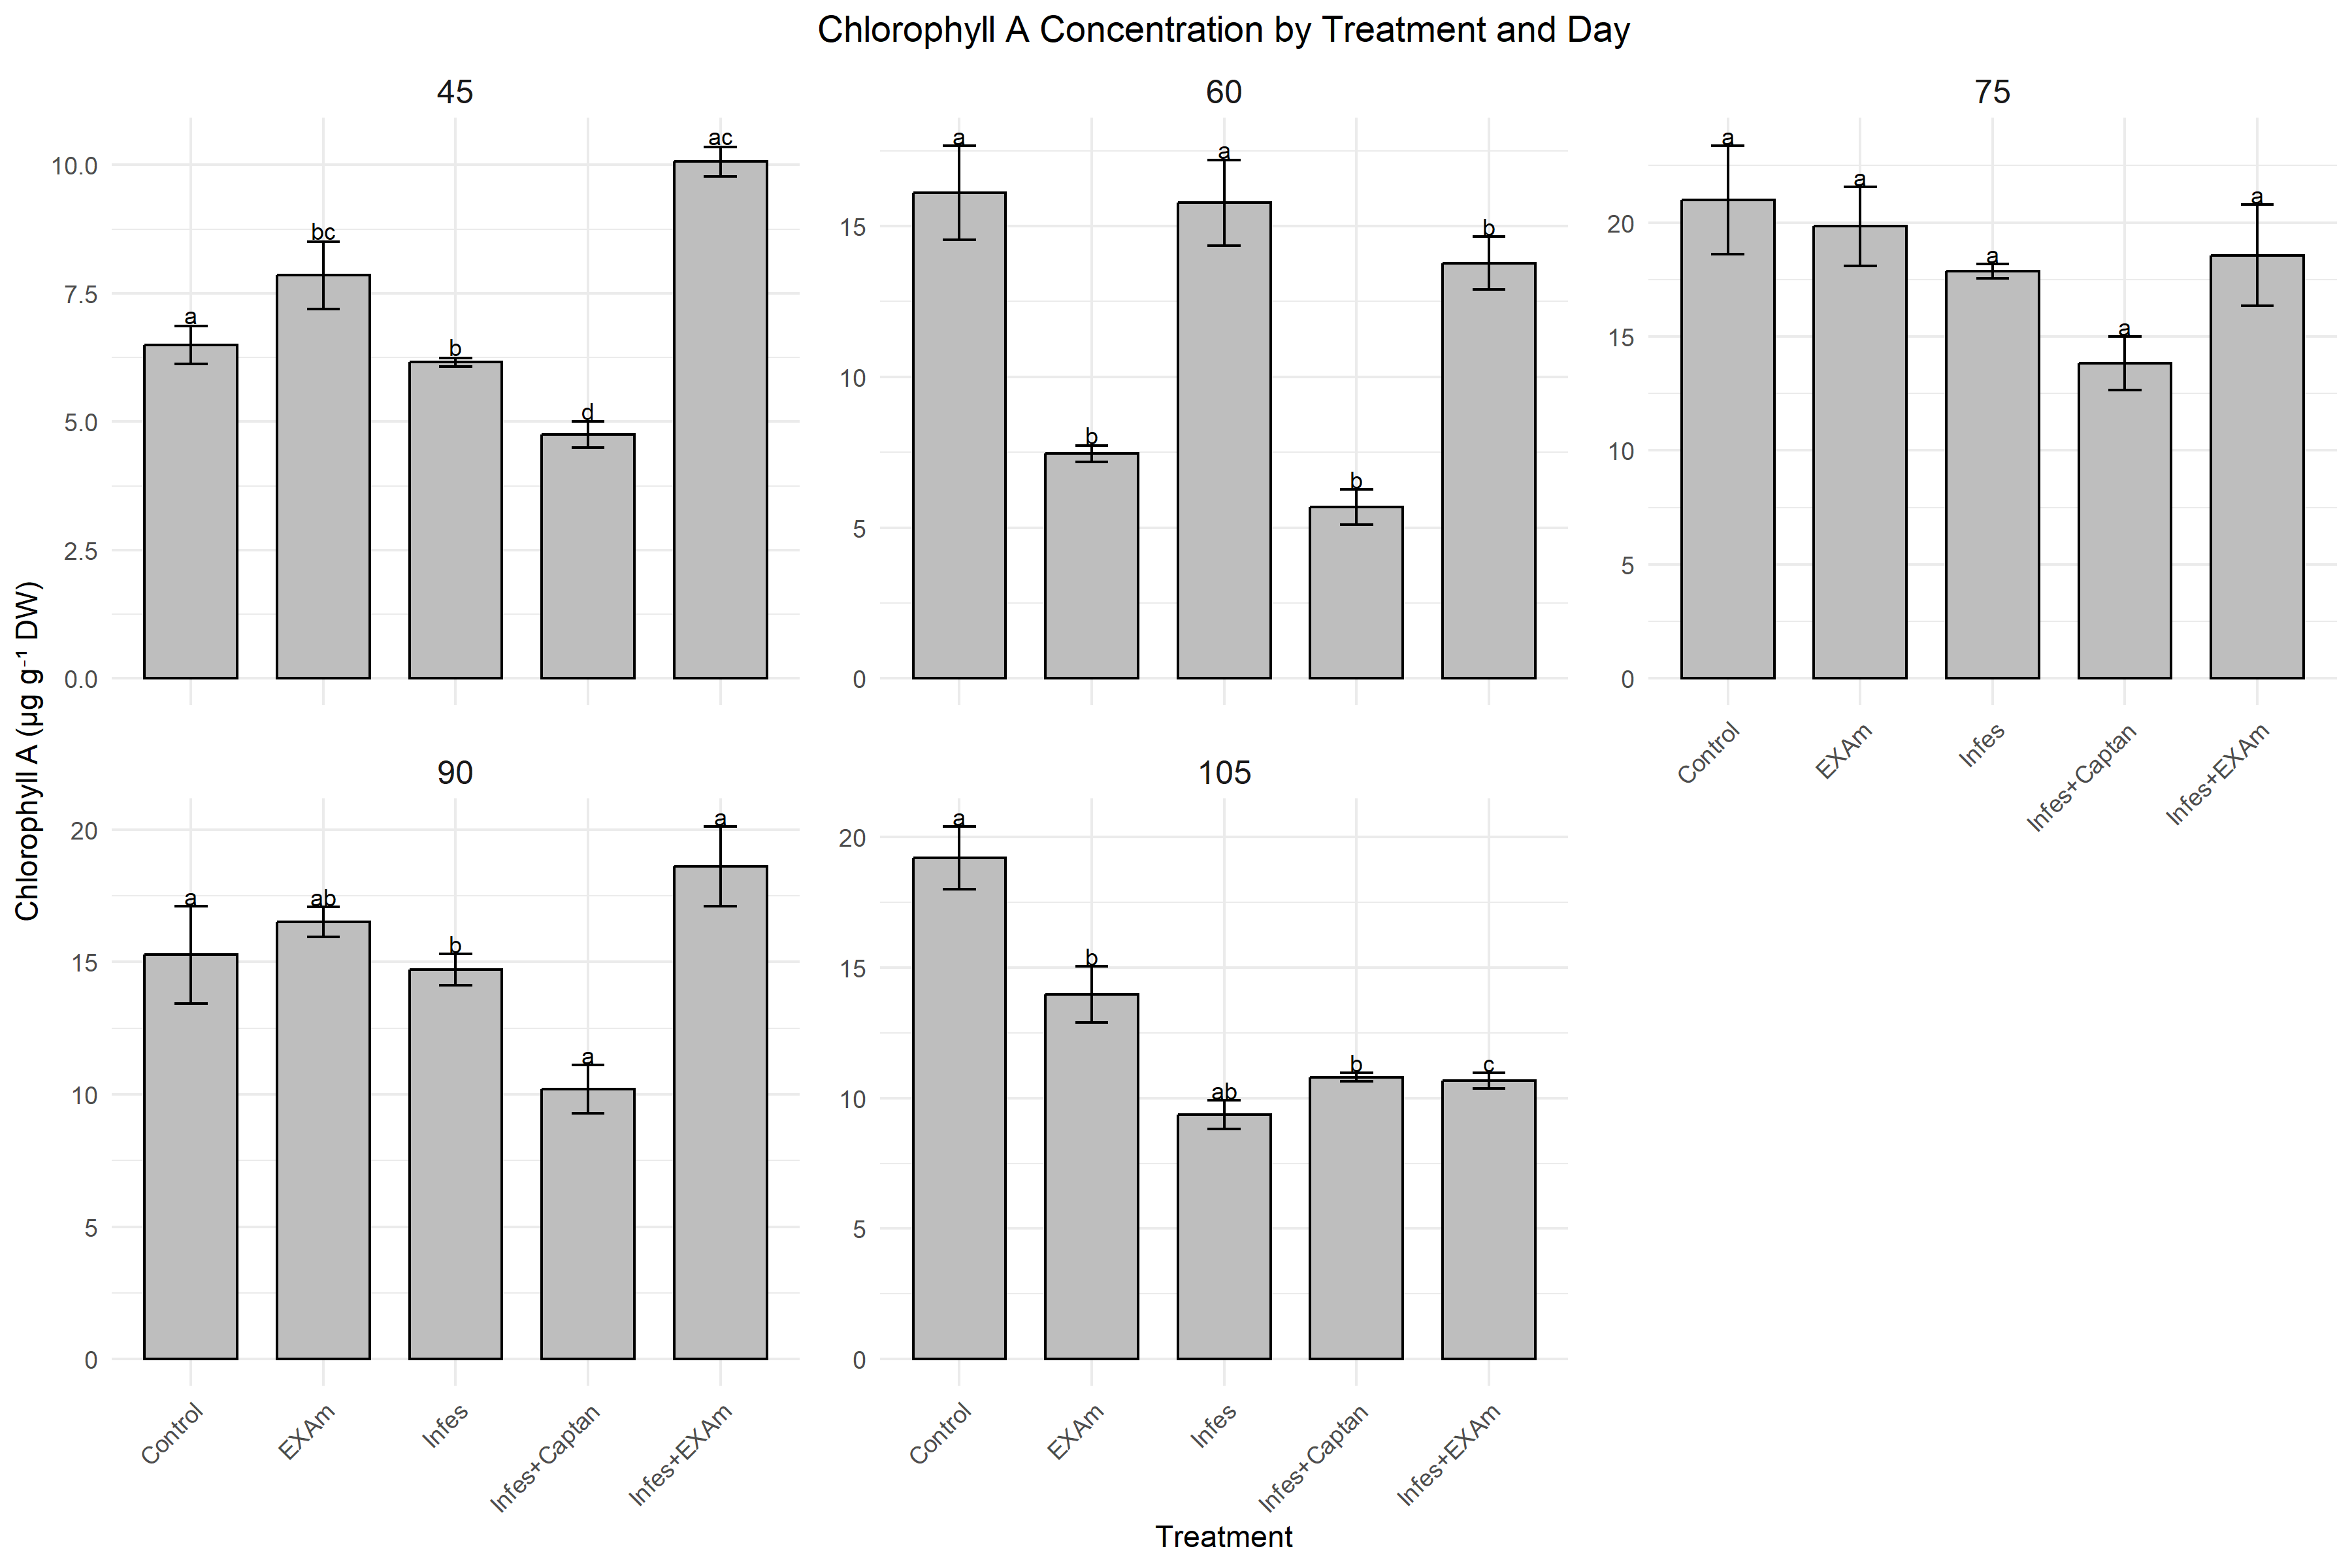 Chlorophyll A Concentration by Treatment and Day
45
60
75
Chlorophyll A (µg g⁻¹ DW)
10.0
7.5
5.0
2.5
0.0
a
bc
b
d
ac
15
10
5
0
a
b
a
b
b
20
15
10
5
0
a
a
a
a
a
Control
EXAm
Infes
Infes+Captan
Infes+EXAm
90
105
20
15
10
5
0
a
ab
b
a
a
Control
EXAm
Infes
Infes+Captan
Infes+EXAm
20
15
10
5
0
a
b
ab
b
c
Control
EXAm
Infes
Infes+Captan
Infes+EXAm
Treatment